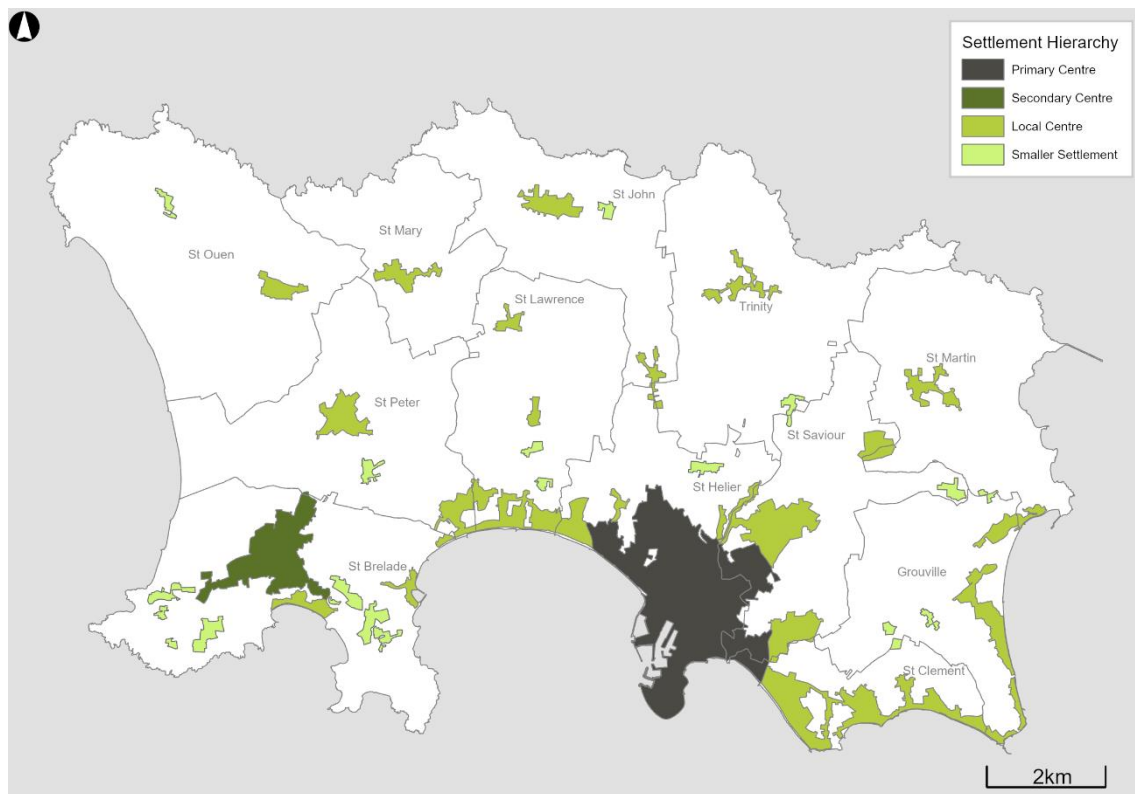 Settlement Hierarchy
Primary Centre
Secondary Centre
Local Centre
Smaller Settlement
St John
St Mary
St Ouen
St Lawrence
Trinity
St Martin
St Peter
St Saviour
St Helier
St Brelade
Grouville
St Clement
2km